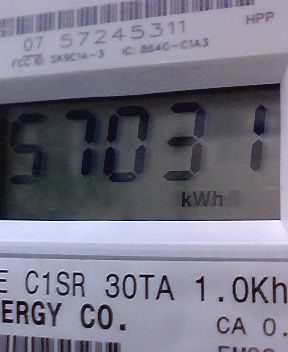 HPP
07 57245311
FCC ID: SK9C1A-3 IC: 864G-C1A3
57031
kWh
E C1SR 30TA 1.0Kh
ERGY CO.
CA 0.